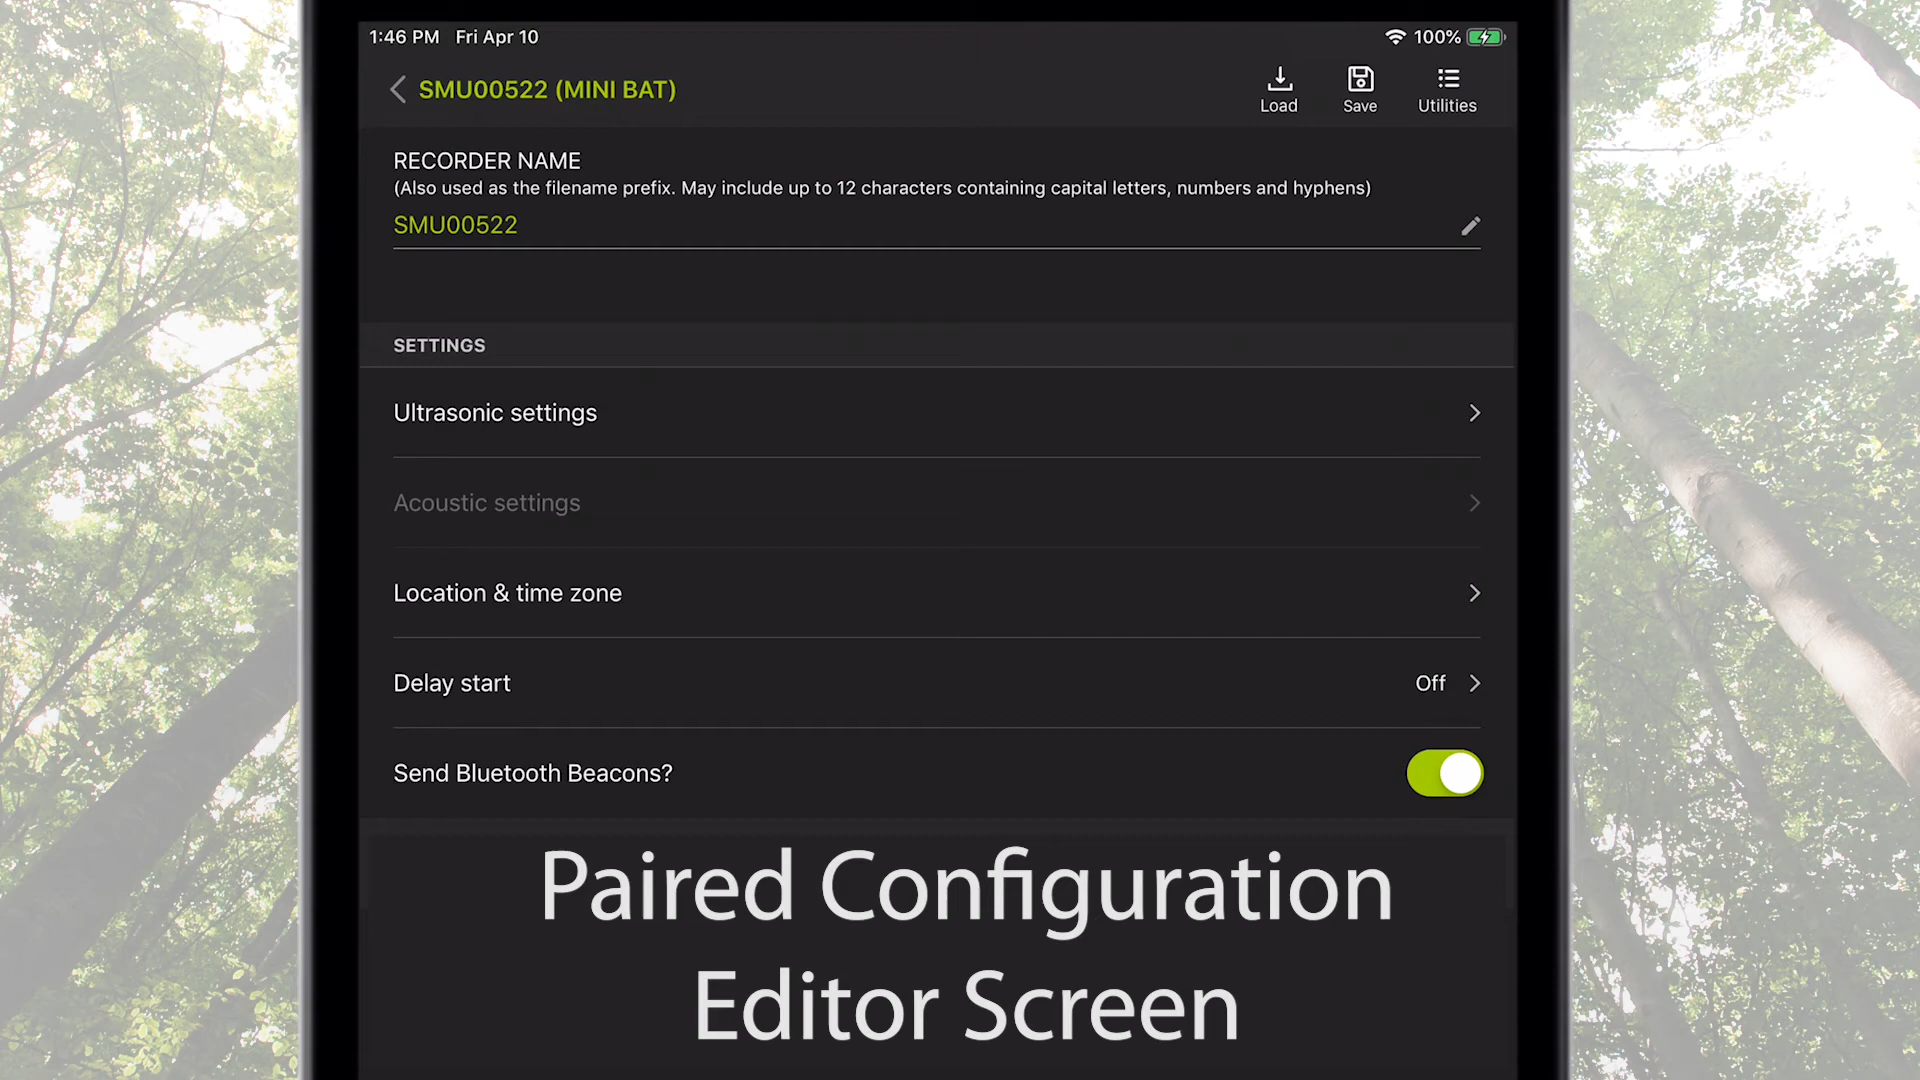 1:46 PM Fri Apr 10 100%
SMU00522 (MINI BAT)
Load Save Utilities
RECORDER NAME
(Also used as the filename prefix. May include up to 12 characters containing capital letters, numbers and hyphens)
SMU00522
SETTINGS
Ultrasonic settings
Acoustic settings
Location & time zone
Delay start Off
Send Bluetooth Beacons?
Paired Configuration
Editor Screen